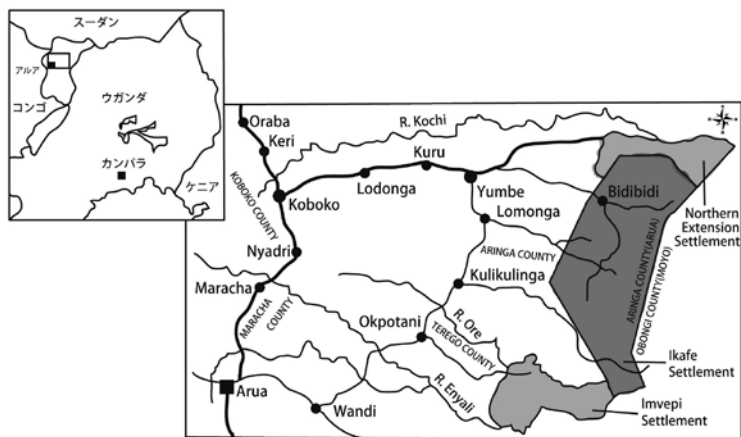 スーダン
アルア
コンゴ
ウガンダ
カンパラ
ケニア
Oraba
Keri
R. Kochi
Kuru
Koboko
Lodonga
Yumbe
Bidibidi
Lomonga
KOBOKO COUNTY
Northern
Extension
Settlement
Nyadri
ARINGA COUNTY
ARINGA COUNTY(ARUA)
OBONGI COUNTY(MOYO)
Maracha
Kulikulinga
MARACHA
COUNTY
Okpotani
R. Ore
TEREGO COUNTY
Ikafe
Settlement
R. Enyali
Arua
Wandi
Imvepi
Settlement